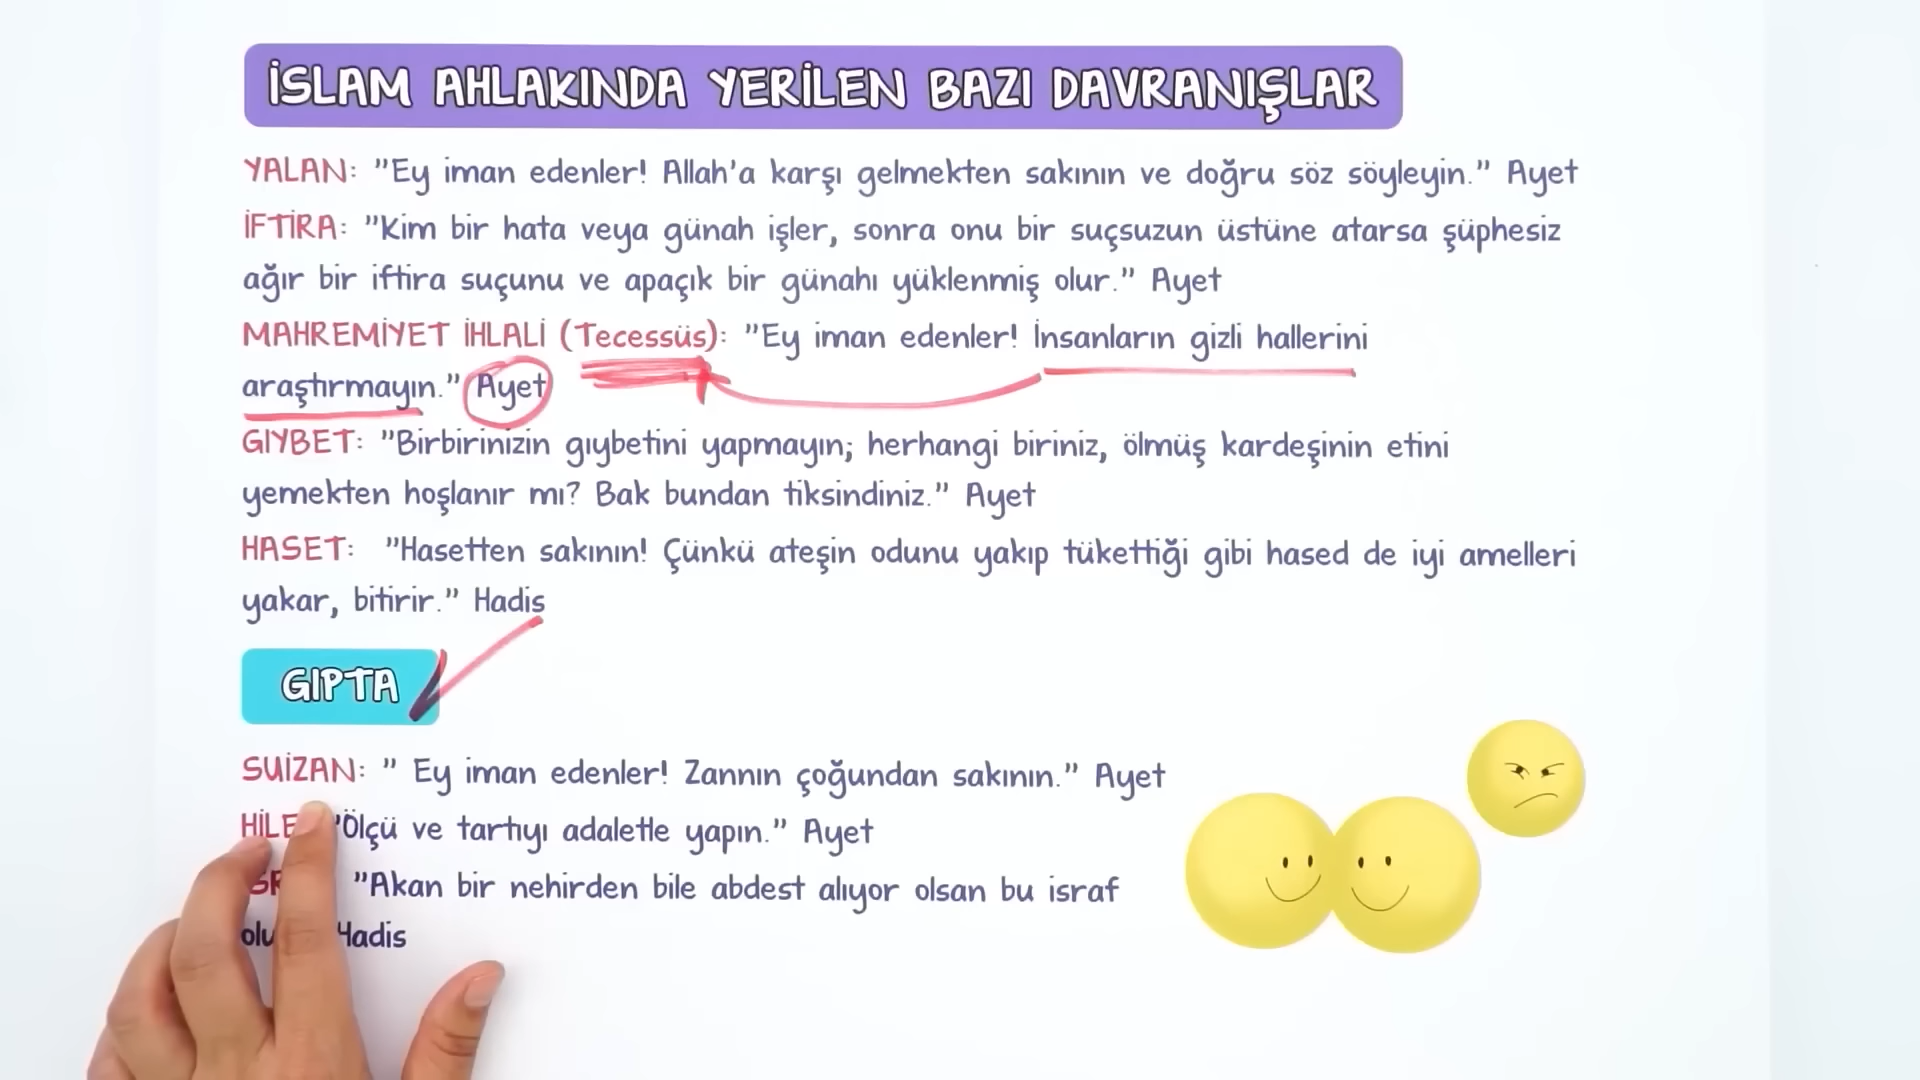 İSLAM AHLAKINDA YERİLEN BAZI DAVRANIŞLAR
YALAN: "Ey iman edenler! Allah'a karşı gelmekten sakının ve doğru söz söyleyin." Ayet
İFTİRA: "Kim bir hata veya günah işler, sonra onu bir suçsuzun üstüne atarsa şüphesiz
ağır bir iftira suçunu ve apaçık bir günahı yüklenmiş olur." Ayet
MAHREMİYET İHLALİ (Tecessüs): "Ey iman edenler! İnsanların gizli hallerini
araştırmayın." Ayet
GIYBET: "Birbirinizin gıybetini yapmayın; herhangi biriniz, ölmüş kardeşinin etini
yemekten hoşlanır mı? Bak bundan tiksindiniz." Ayet
HASET: "Hasetten sakının! Çünkü ateşin odunu yakıp tükettiği gibi hased de iyi amelleri
yakar, bitirir." Hadis
GIPTA
SUİZAN: " Ey iman edenler! Zannın çoğundan sakının." Ayet
HİLE "Ölçü ve tartıyı adaletle yapın." Ayet
"Akan bir nehirden bile abdest alıyor olsan bu israf
Hadis